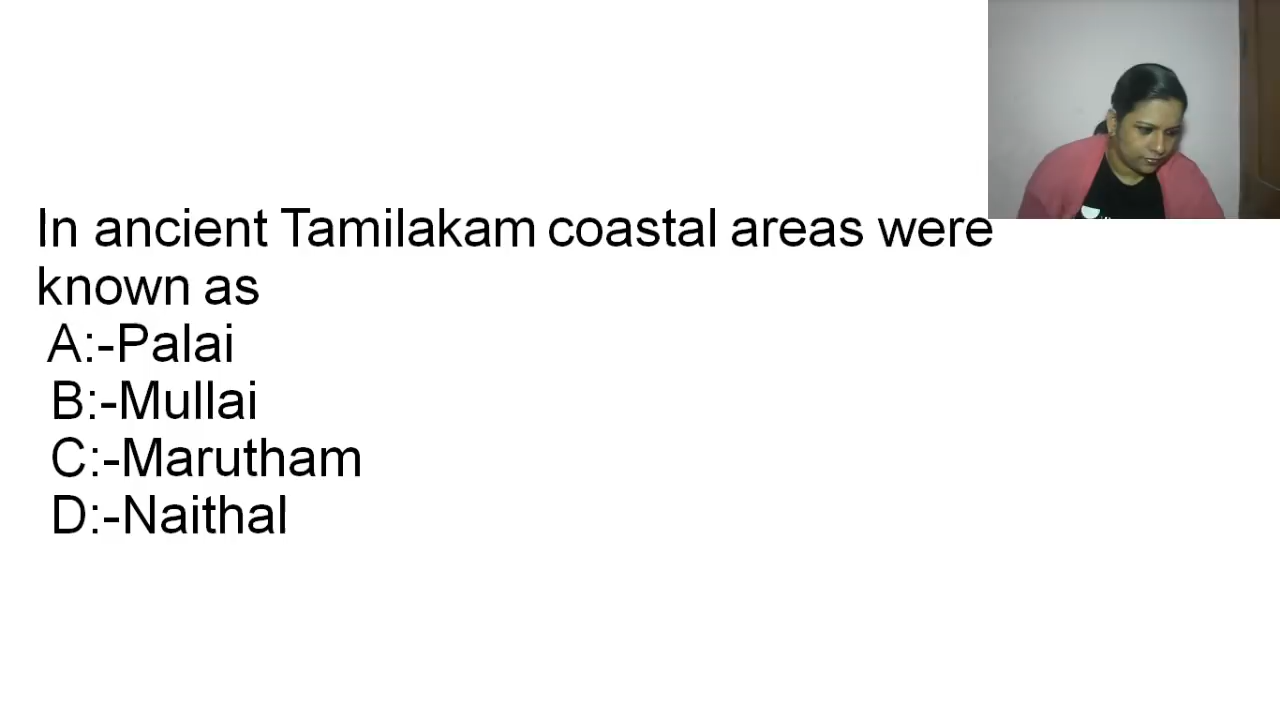 In ancient Tamilakam coastal areas were
known as
A:-Palai
B:-Mullai
C:-Marutham
D:-Naithal